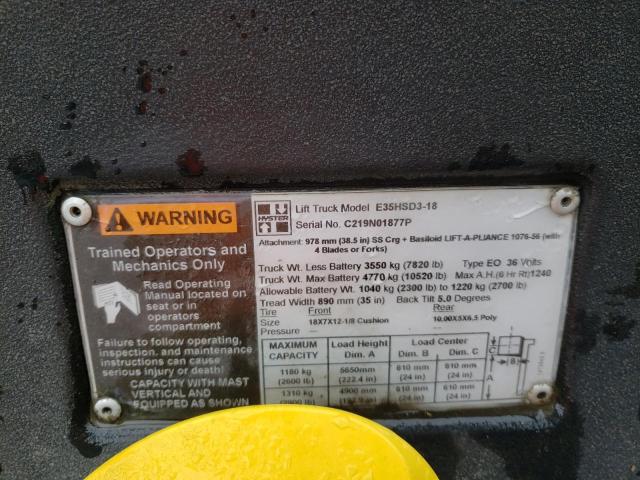 WARNING
Trained Operators and
Mechanics Only
Read Operating
Manual located on
seat or in
operators
compartment
Failure to follow operating,
inspection, and maintenance
instructions can cause
serious injury or death!
CAPACITY WITH MAST
VERTICAL AND
EQUIPPED AS SHOWN
HYSTER
Lift Truck Model E35HSD3-18
Serial No. C219N01877P
Attachment: 978 mm (38.5 in) SS Crg + Basiloid LIFT-A-PLIANCE 1076-56 (with
4 Blades or Forks)
Truck Wt. Less Battery 3550 kg (7820 lb) Type EO 36 Volts
Truck Wt. Max Battery 4770 kg (10520 lb) Max A.H.(6 Hr Rt)1240
Allowable Battery Wt. 1040 kg (2300 lb) to 1220 kg (2700 lb)
Tread Width 890 mm (35 in) Back Tilt 5.0 Degrees
Tire Front Rear
Size 18X7X12-1/8 Cushion 10.00X5X6.5 Poly
Pressure — —
MAXIMUM CAPACITY Load Height Dim. A Load Center Dim. B Dim. C
1180 kg 5650mm 610 mm 610 mm
(2600 lb) (222.4 in) (24 in) (24 in)
1310 kg 4900 mm 610 mm 610 mm
(24 in) (24 in)
C
B
A